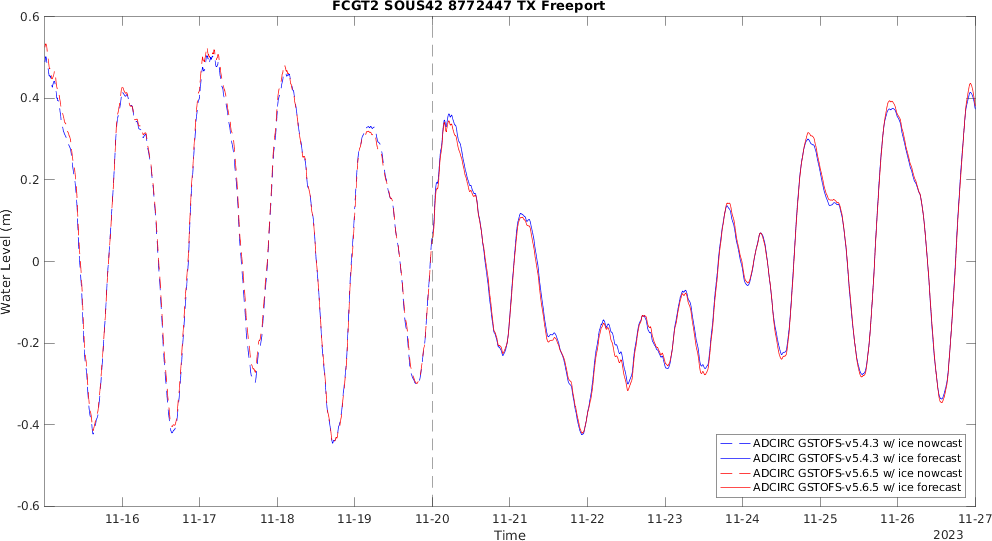 FCGT2 SOUS42 8772447 TX Freeport
0.6
0.4
0.2
0
-0.2
-0.4
-0.6
Water Level (m)
11-16
11-17
11-18
11-19
11-20
11-21
11-22
11-23
11-24
11-25
11-26
11-27
Time
2023
ADCIRC GSTOFS-v5.4.3 w/ ice nowcast
ADCIRC GSTOFS-v5.4.3 w/ ice forecast
ADCIRC GSTOFS-v5.6.5 w/ ice nowcast
ADCIRC GSTOFS-v5.6.5 w/ ice forecast